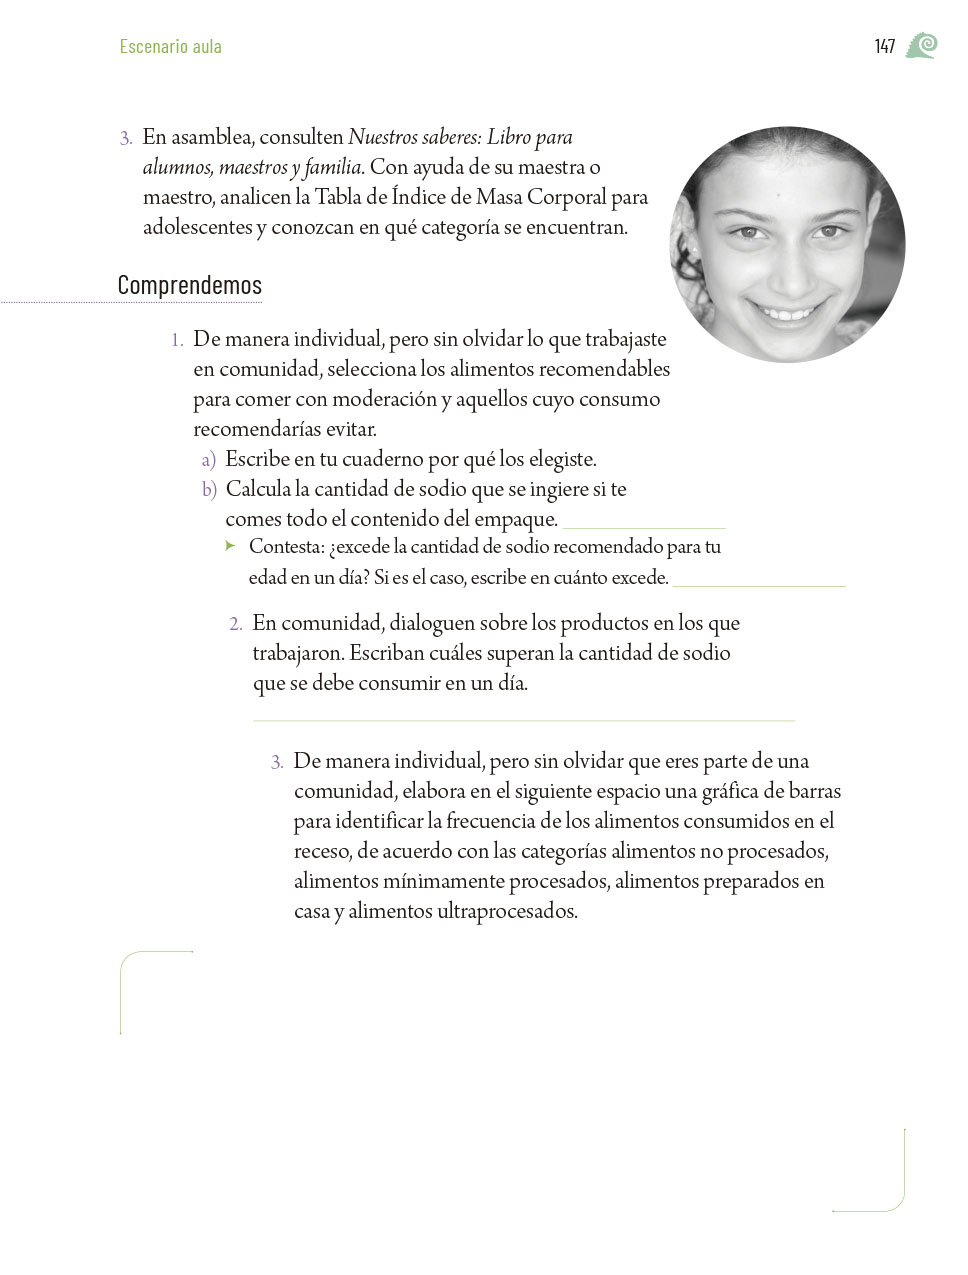 Escenario aula
147
3. En asamblea, consulten Nuestros saberes: Libro para
alumnos, maestros y familia. Con ayuda de su maestra o
maestro, analicen la Tabla de Índice de Masa Corporal para
adolescentes y conozcan en qué categoría se encuentran.
Comprendemos
1. De manera individual, pero sin olvidar lo que trabajaste
en comunidad, selecciona los alimentos recomendables
para comer con moderación y aquellos cuyo consumo
recomendarías evitar.
a) Escribe en tu cuaderno por qué los elegiste.
b) Calcula la cantidad de sodio que se ingiere si te
comes todo el contenido del empaque.
Contesta: ¿excede la cantidad de sodio recomendado para tu
edad en un día? Si es el caso, escribe en cuánto excede.
2. En comunidad, dialoguen sobre los productos en los que
trabajaron. Escriban cuáles superan la cantidad de sodio
que se debe consumir en un día.
3. De manera individual, pero sin olvidar que eres parte de una
comunidad, elabora en el siguiente espacio una gráfica de barras
para identificar la frecuencia de los alimentos consumidos en el
receso, de acuerdo con las categorías alimentos no procesados,
alimentos mínimamente procesados, alimentos preparados en
casa y alimentos ultraprocesados.